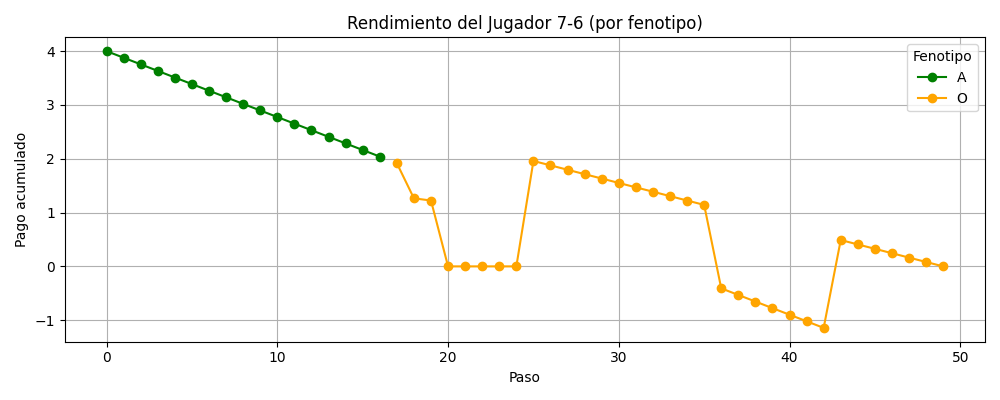 Rendimiento del Jugador 7-6 (por fenotipo)
Pago acumulado
4
3
2
1
0
−1
Fenotipo
A
O
0 10 20 30 40 50
Paso